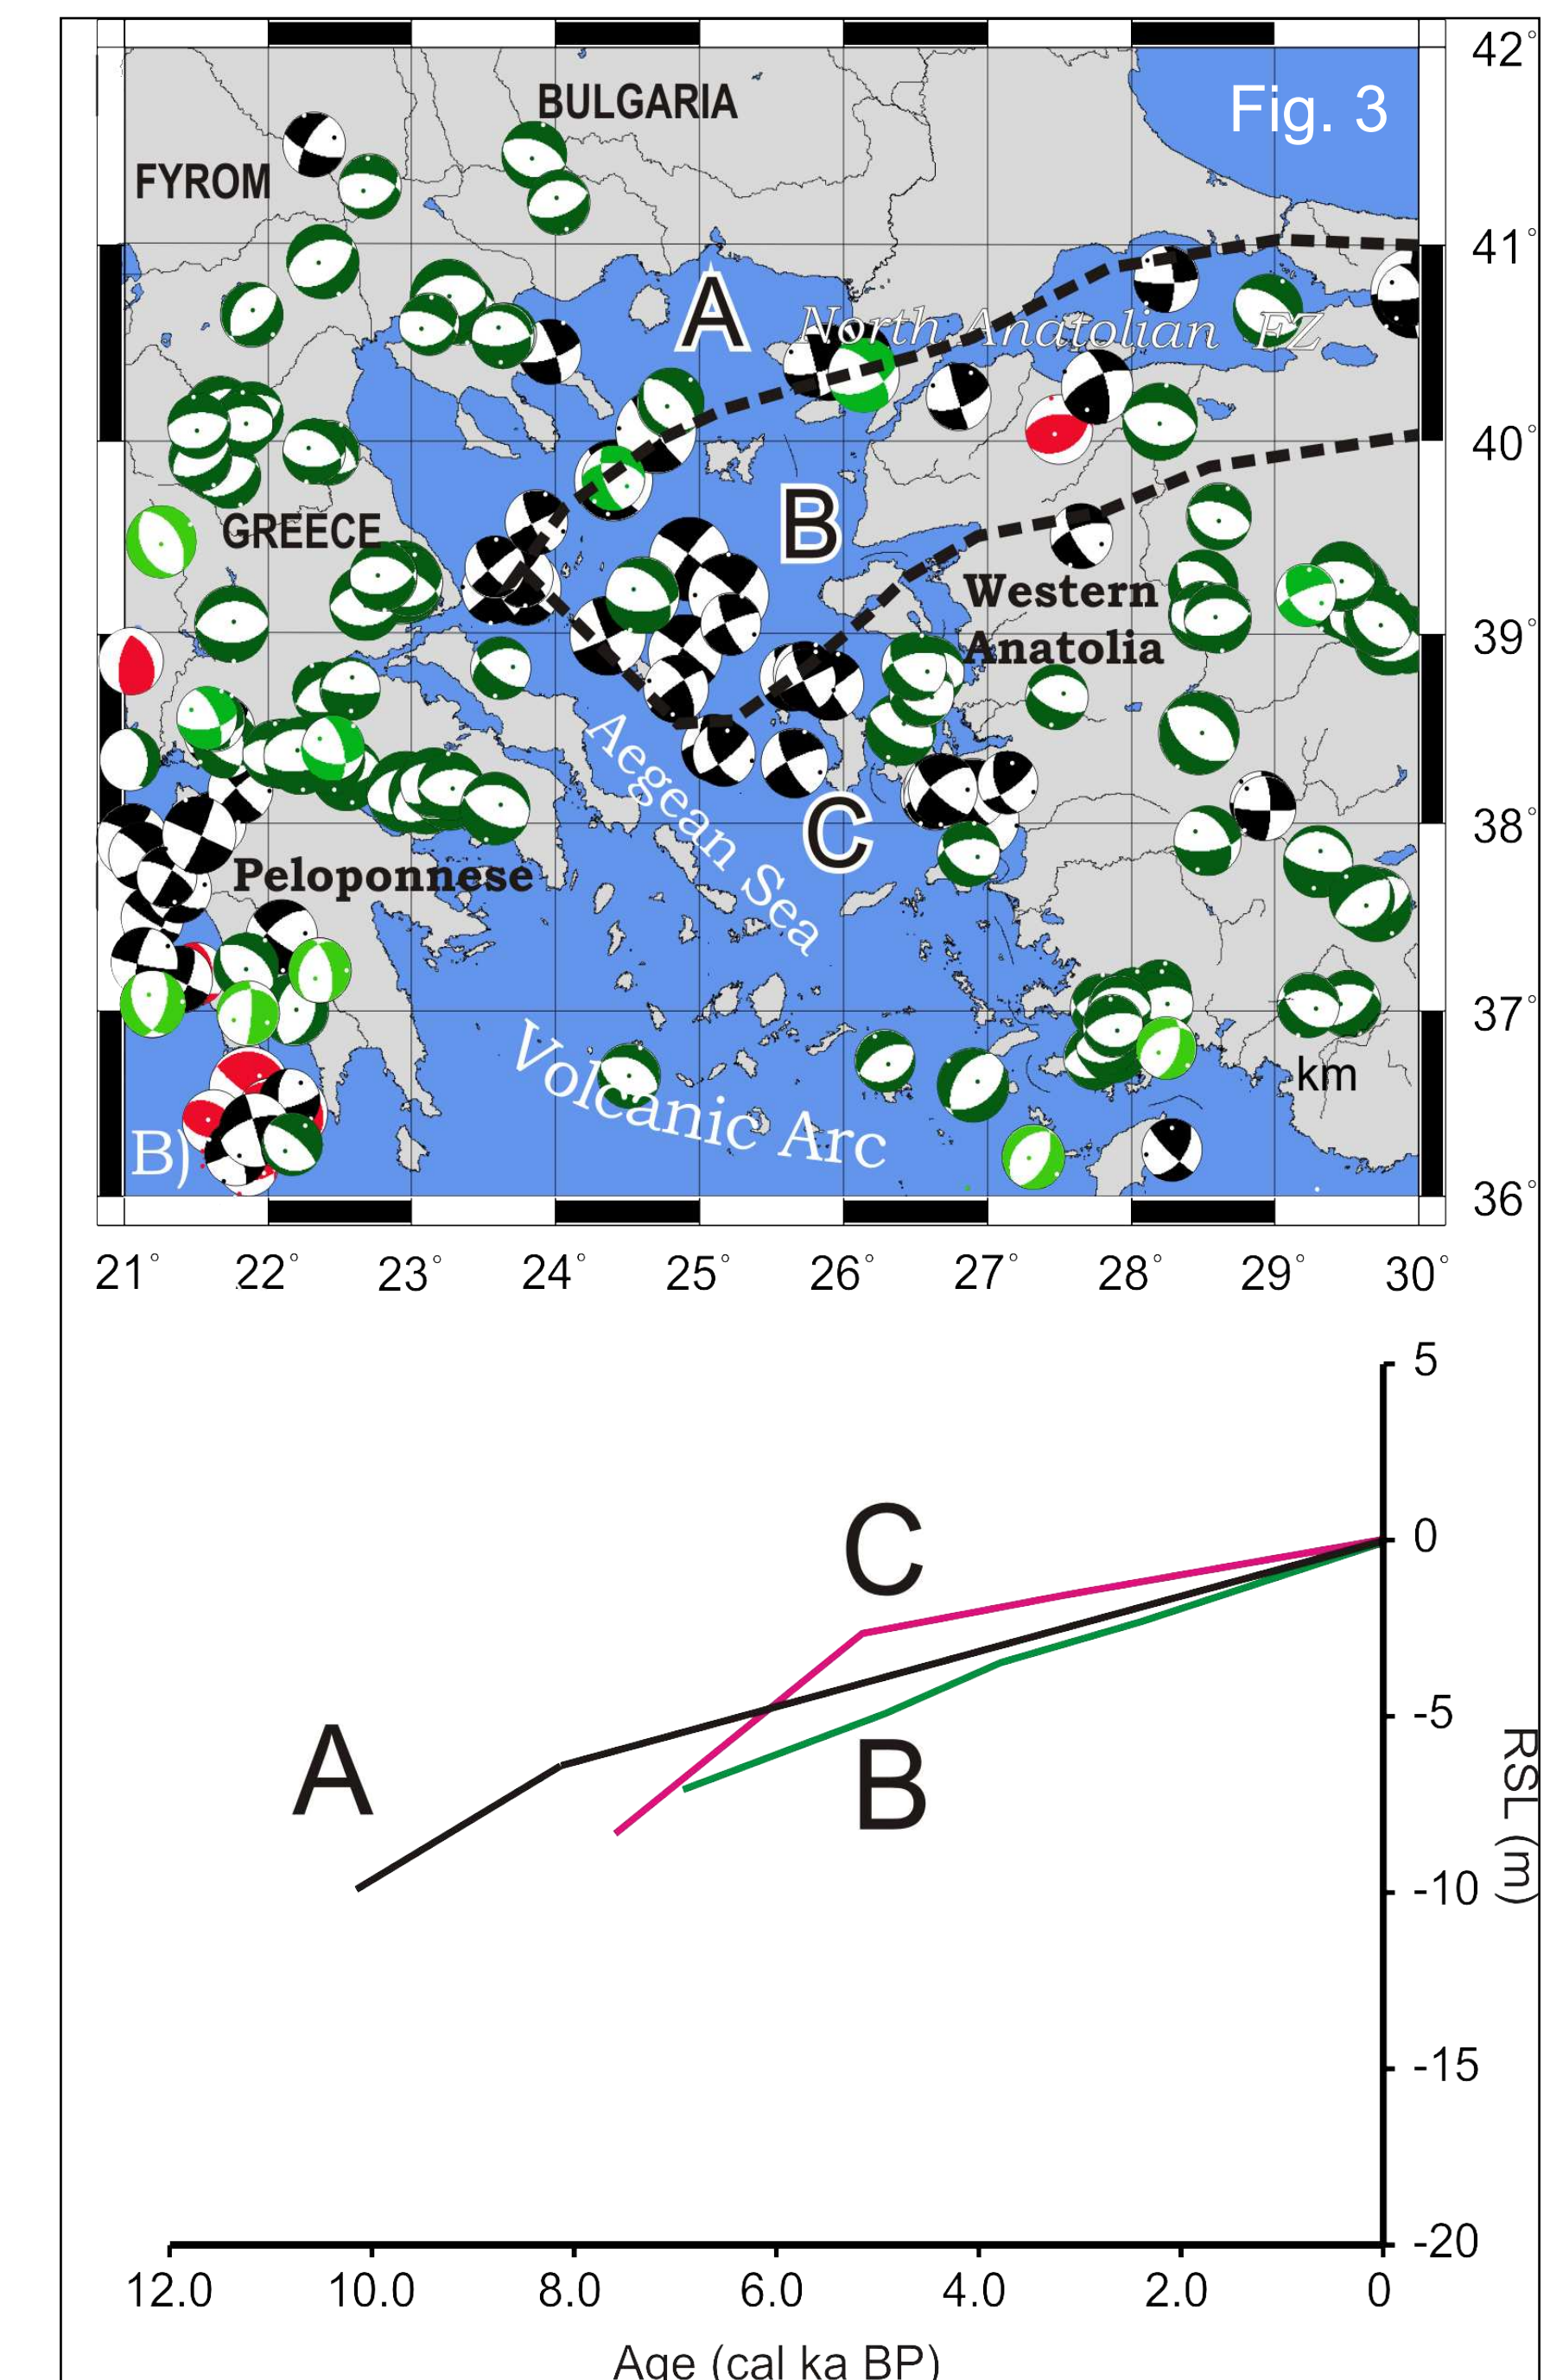 Fig. 3
BULGARIA
FYROM
A
North Anatolian FZ
B
GREECE
Western
Anatolia
Aegean Sea
C
Peloponnese
Volcanic Arc
km
B)
42°
41°
40°
39°
38°
37°
36°
21° 22° 23° 24° 25° 26° 27° 28° 29° 30°
5
0
-5
-10
-15
-20
RSL (m)
C
A
B
12.0 10.0 8.0 6.0 4.0 2.0 0
Age (cal ka BP)